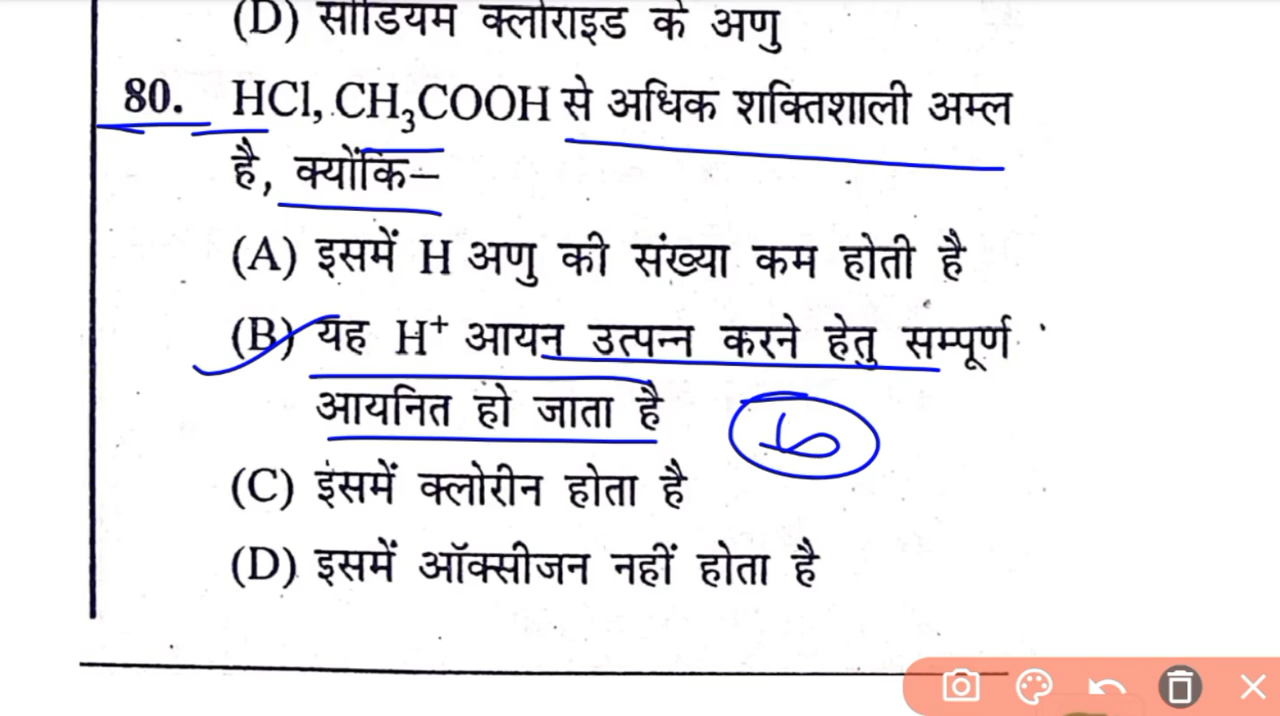 (D) सोडियम क्लोराइड के अणु
80. HCl, CH₃COOH से अधिक शक्तिशाली अम्ल
है, क्योंकि–
(A) इसमें H अणु की संख्या कम होती है
(B) यह H⁺ आयन उत्पन्न करने हेतु सम्पूर्ण
आयनित हो जाता है
(C) इसमें क्लोरीन होता है
(D) इसमें ऑक्सीजन नहीं होता है